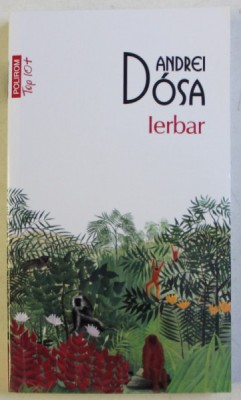 POLIROM
Top 10+
ANDREI
DÓSA
Ierbar